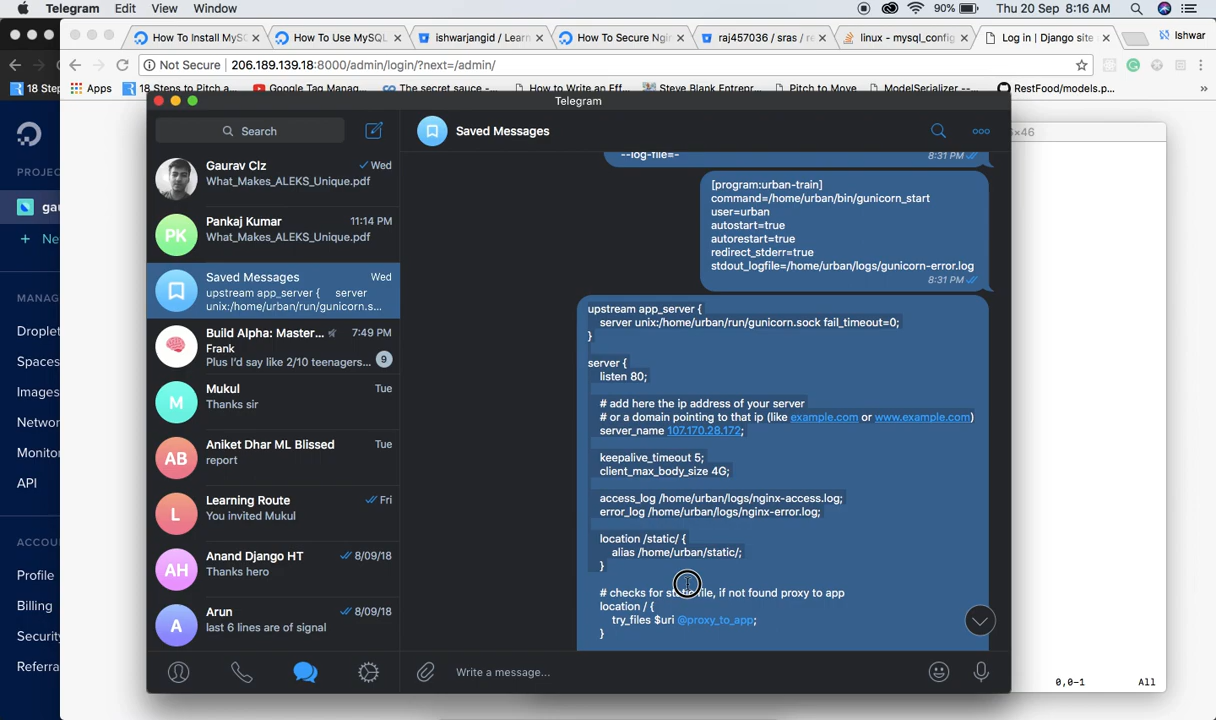 Telegram Edit View Window
90% Thu 20 Sep 8:16 AM
How To Install MySQ
How To Use MySQL
ishwarjangid / Learn
How To Secure Ngin
raj457036 / sras / re
linux - mysql_config
Log in | Django site
Ishwar
Not Secure 206.189.139.18:8000/admin/login/?next=/admin/
18 Step
Apps
18 Steps to Pitch a
Google Tag Manag...
The secret sauce -...
How to Write an Eff...
Steve Blank Entrepr...
Pitch to Move
ModelSerializer --...
RestFood/models.p...
»
PROJEC
gau
+ Ne
MANAG
Droplet
Spaces
Images
Networ
Monito
API
ACCOU
Profile
Billing
Securit
Referra
Telegram
Search
Gaurav Clz
Wed
What_Makes_ALEKS_Unique.pdf
PK
Pankaj Kumar
11:14 PM
What_Makes_ALEKS_Unique.pdf
Saved Messages
Wed
upstream app_server { server
unix:/home/urban/run/gunicorn.s...
Build Alpha: Master...
7:49 PM
Frank
Plus I'd say like 2/10 teenagers...
9
M
Mukul
Tue
Thanks sir
AB
Aniket Dhar ML Blissed
Tue
report
L
Learning Route
Fri
You invited Mukul
AH
Anand Django HT
8/09/18
Thanks hero
A
Arun
8/09/18
last 6 lines are of signal
Saved Messages
--log-file=-
8:31 PM
[program:urban-train]
command=/home/urban/bin/gunicorn_start
user=urban
autostart=true
autorestart=true
redirect_stderr=true
stdout_logfile=/home/urban/logs/gunicorn-error.log
8:31 PM
upstream app_server {
server unix:/home/urban/run/gunicorn.sock fail_timeout=0;
}
server {
listen 80;
# add here the ip address of your server
# or a domain pointing to that ip (like example.com or www.example.com)
server_name 107.170.28.172;
keepalive_timeout 5;
client_max_body_size 4G;
access_log /home/urban/logs/nginx-access.log;
error_log /home/urban/logs/nginx-error.log;
location /static/ {
alias /home/urban/static/;
}
# checks for static file, if not found proxy to app
location / {
try_files $uri @proxy_to_app;
}
Write a message...
×46
0,0-1 All